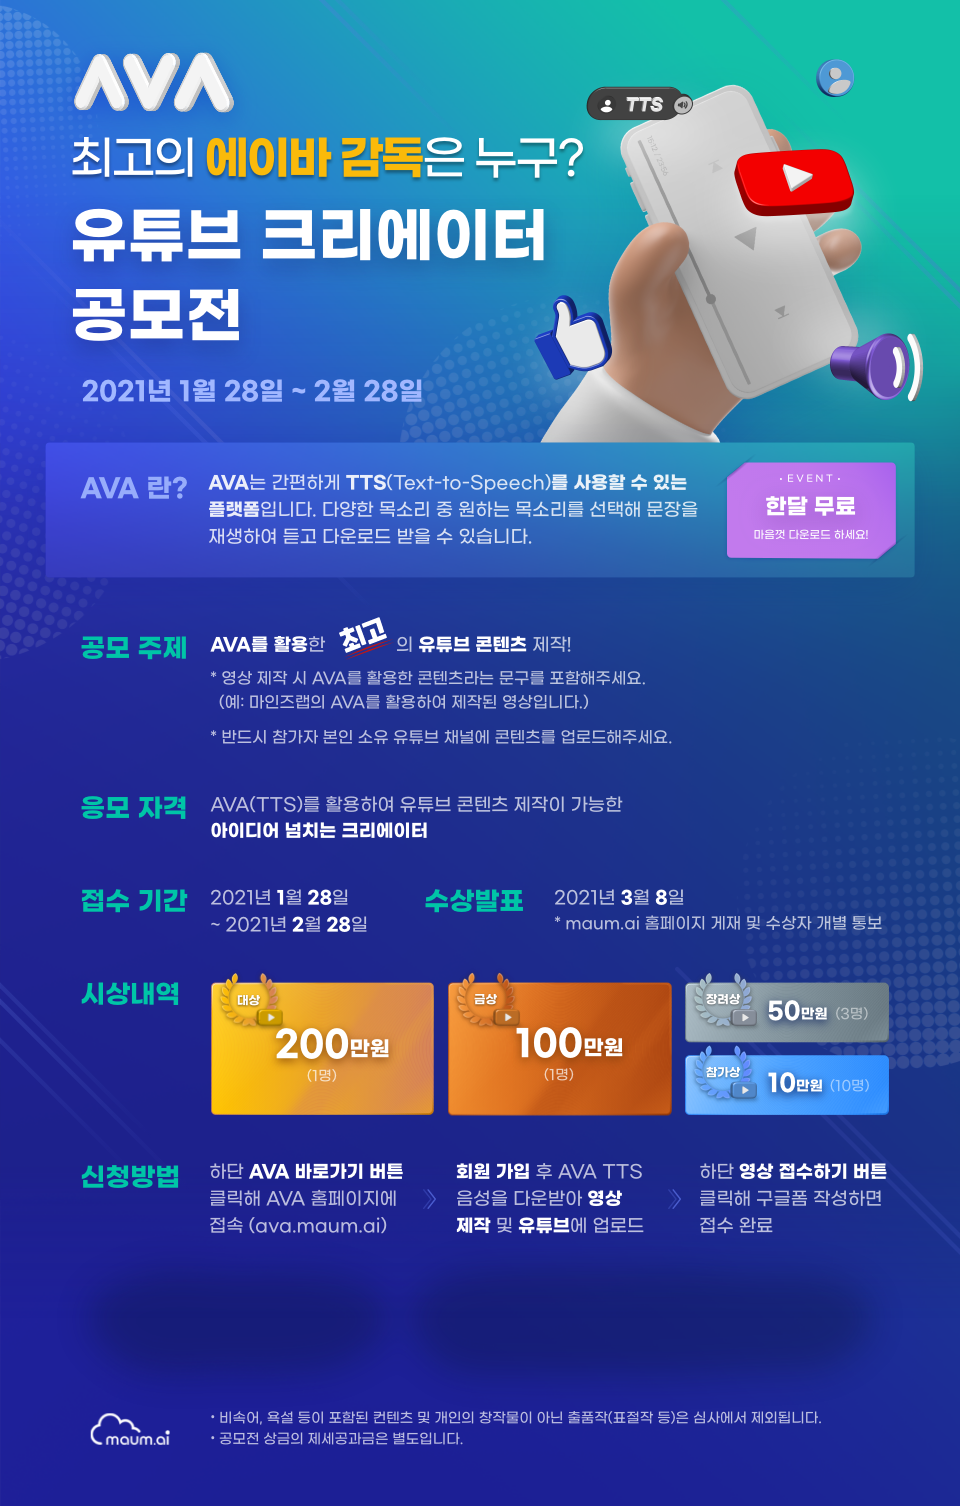 AVA
TTS
최고의 에이바 감독은 누구?
유튜브 크리에이터
공모전
2021년 1월 28일 ~ 2월 28일
AVA 란?
AVA는 간편하게 TTS(Text-to-Speech)를 사용할 수 있는
플랫폼입니다. 다양한 목소리 중 원하는 목소리를 선택해 문장을
재생하여 듣고 다운로드 받을 수 있습니다.
· EVENT ·
한달 무료
마음껏 다운로드 하세요!
공모 주제
AVA를 활용한 최고의 유튜브 콘텐츠 제작!
* 영상 제작 시 AVA를 활용한 콘텐츠라는 문구를 포함해주세요.
(예: 마인즈랩의 AVA를 활용하여 제작된 영상입니다.)
* 반드시 참가자 본인 소유 유튜브 채널에 콘텐츠를 업로드해주세요.
응모 자격
AVA(TTS)를 활용하여 유튜브 콘텐츠 제작이 가능한
아이디어 넘치는 크리에이터
접수 기간
2021년 1월 28일
~ 2021년 2월 28일
수상발표
2021년 3월 8일
* maum.ai 홈페이지 게재 및 수상자 개별 통보
시상내역
대상
200만원
(1명)
금상
100만원
(1명)
장려상
50만원 (3명)
참가상
10만원 (10명)
신청방법
하단 AVA 바로가기 버튼
클릭해 AVA 홈페이지에
접속 (ava.maum.ai)
회원 가입 후 AVA TTS
음성을 다운받아 영상
제작 및 유튜브에 업로드
하단 영상 접수하기 버튼
클릭해 구글폼 작성하면
접수 완료
maum.ai
• 비속어, 욕설 등이 포함된 컨텐츠 및 개인의 창작물이 아닌 출품작(표절작 등)은 심사에서 제외됩니다.
• 공모전 상금의 제세공과금은 별도입니다.